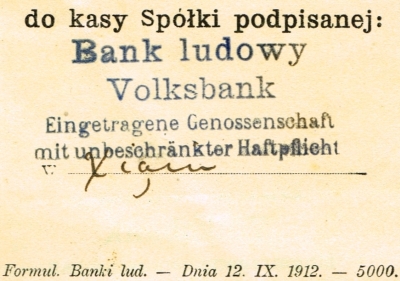 do kasy Spółki podpisanej:
Bank ludowy
Volksbank
Eingetragene Genossenschaft
mit unbeschränkter Haftpflicht
w
Formul. Banki lud. — Dnia 12. IX. 1912. — 5000.